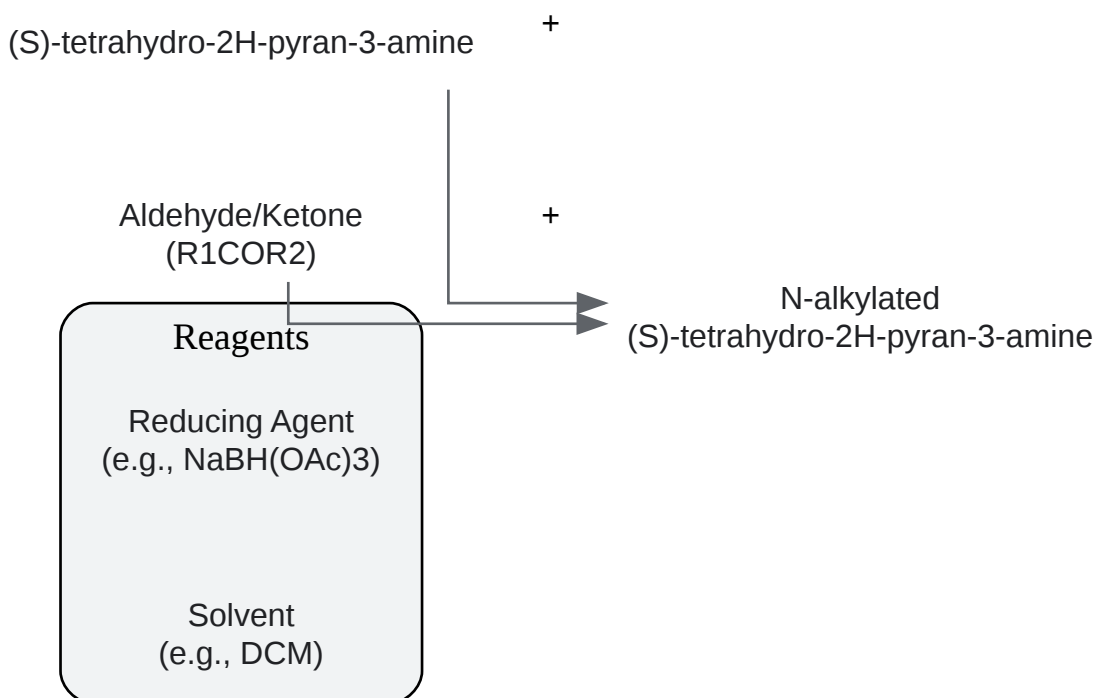 (S)-tetrahydro-2H-pyran-3-amine
+
Aldehyde/Ketone
(R1COR2)
+
N-alkylated
(S)-tetrahydro-2H-pyran-3-amine
Reagents
Reducing Agent
(e.g., NaBH(OAc)3)
Solvent
(e.g., DCM)